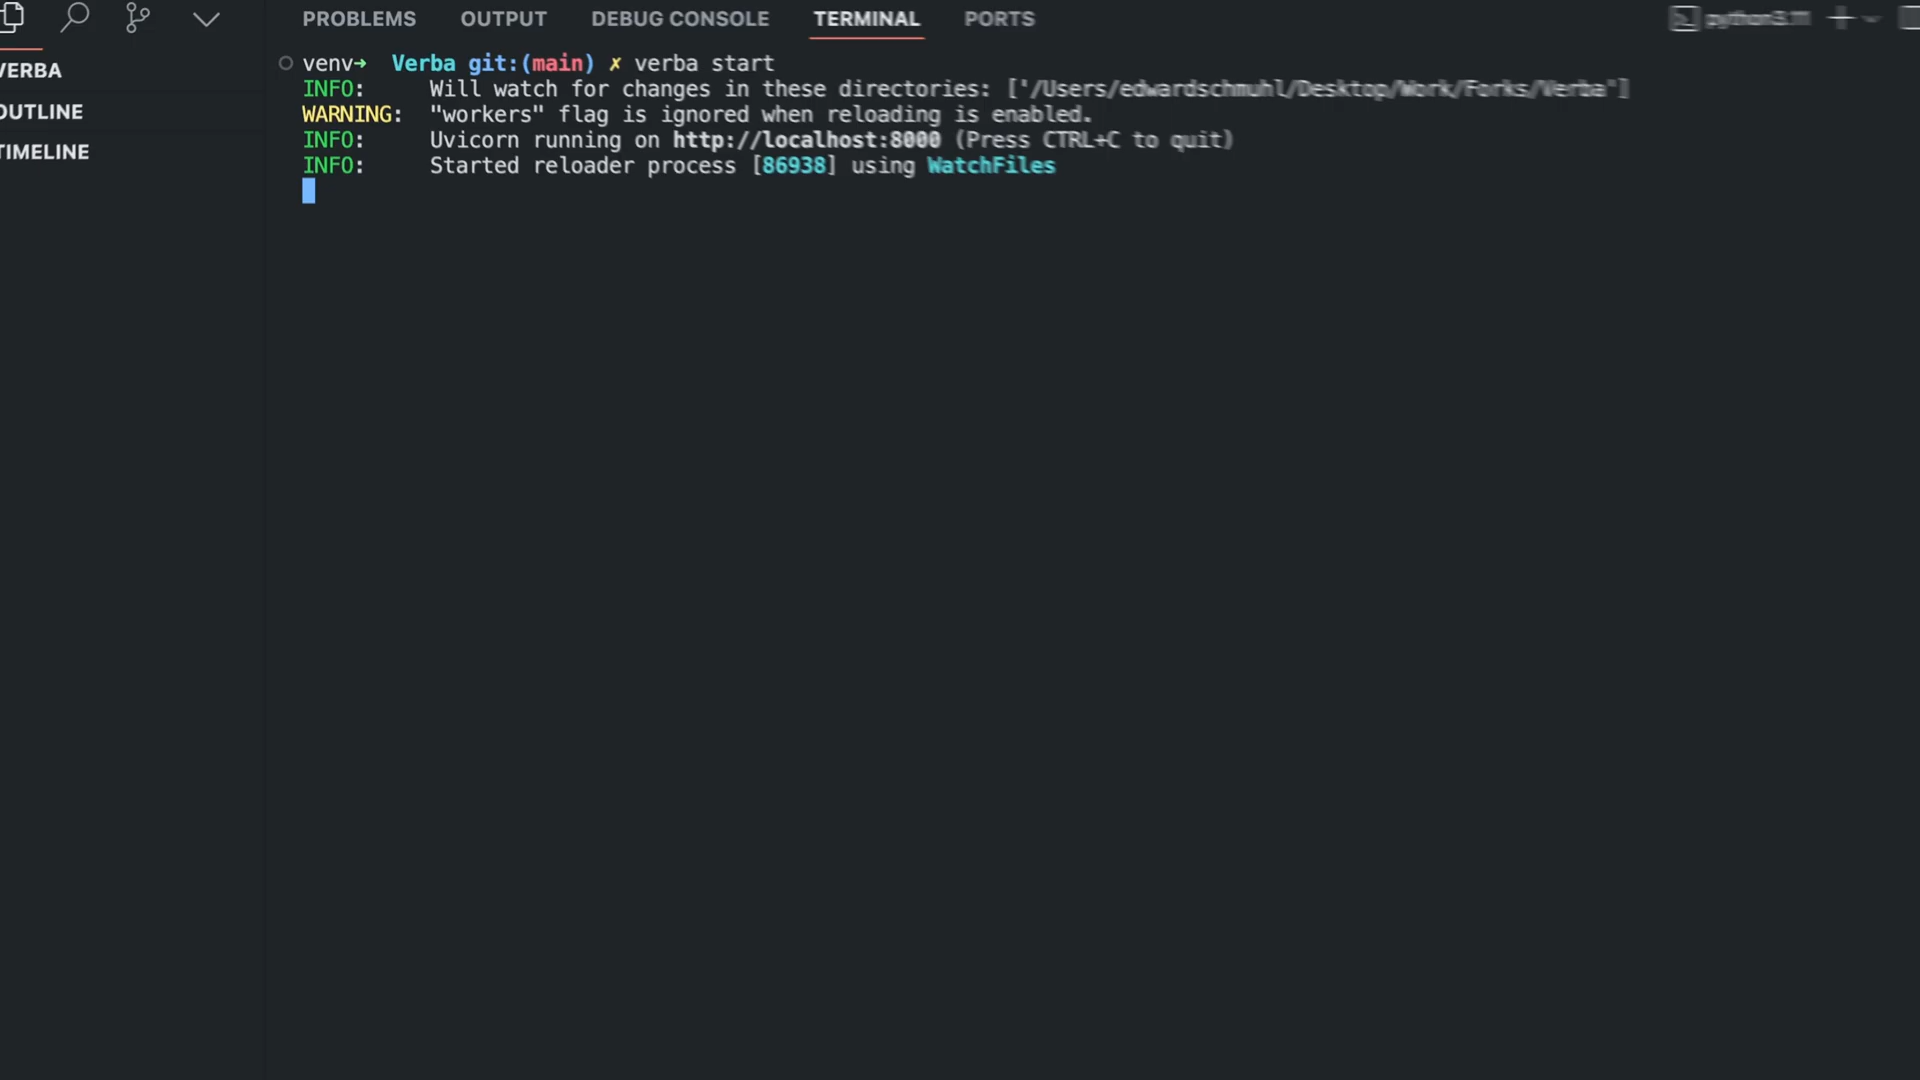 PROBLEMS OUTPUT DEBUG CONSOLE TERMINAL PORTS python3.11
VERBA
OUTLINE
TIMELINE
venv→ Verba git:(main) ✗ verba start
INFO: Will watch for changes in these directories: ['/Users/edwardschmuhl/Desktop/Work/Forks/Verba']
WARNING: "workers" flag is ignored when reloading is enabled.
INFO: Uvicorn running on http://localhost:8000 (Press CTRL+C to quit)
INFO: Started reloader process [86938] using WatchFiles